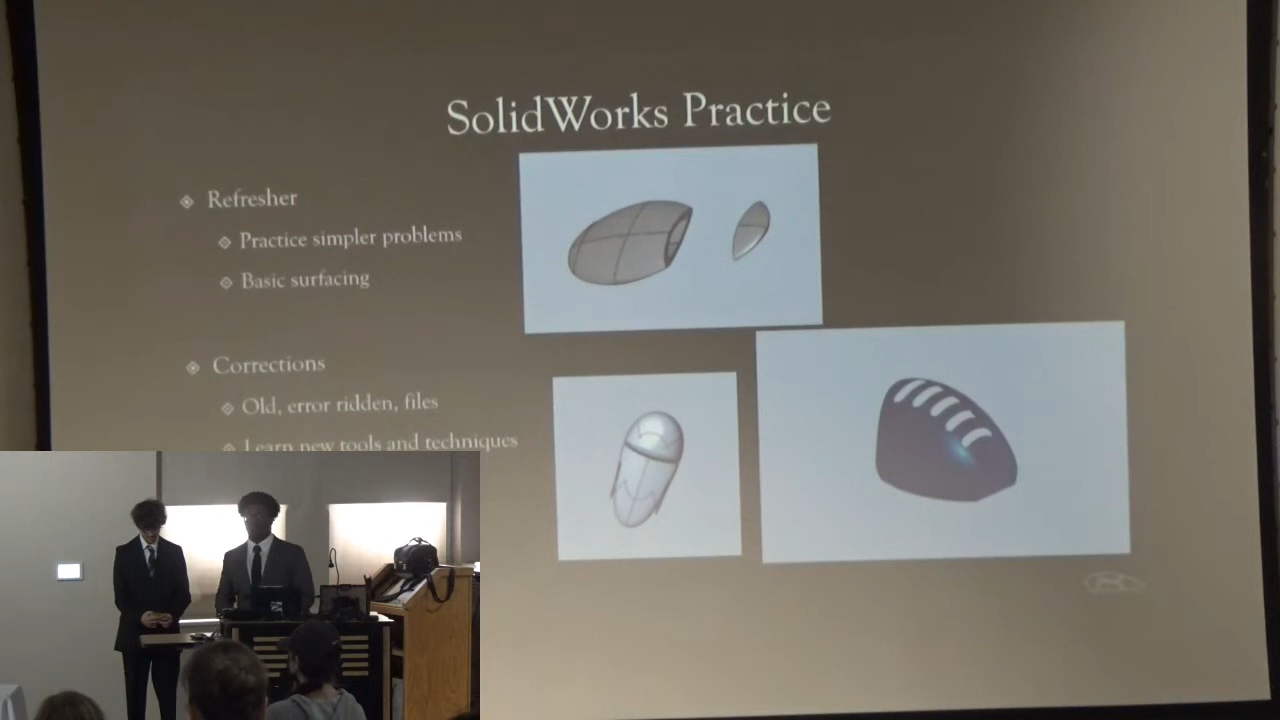 SolidWorks Practice
Refresher
Practice simpler problems
Basic surfacing
Corrections
Old, error ridden, files
Learn new tools and techniques